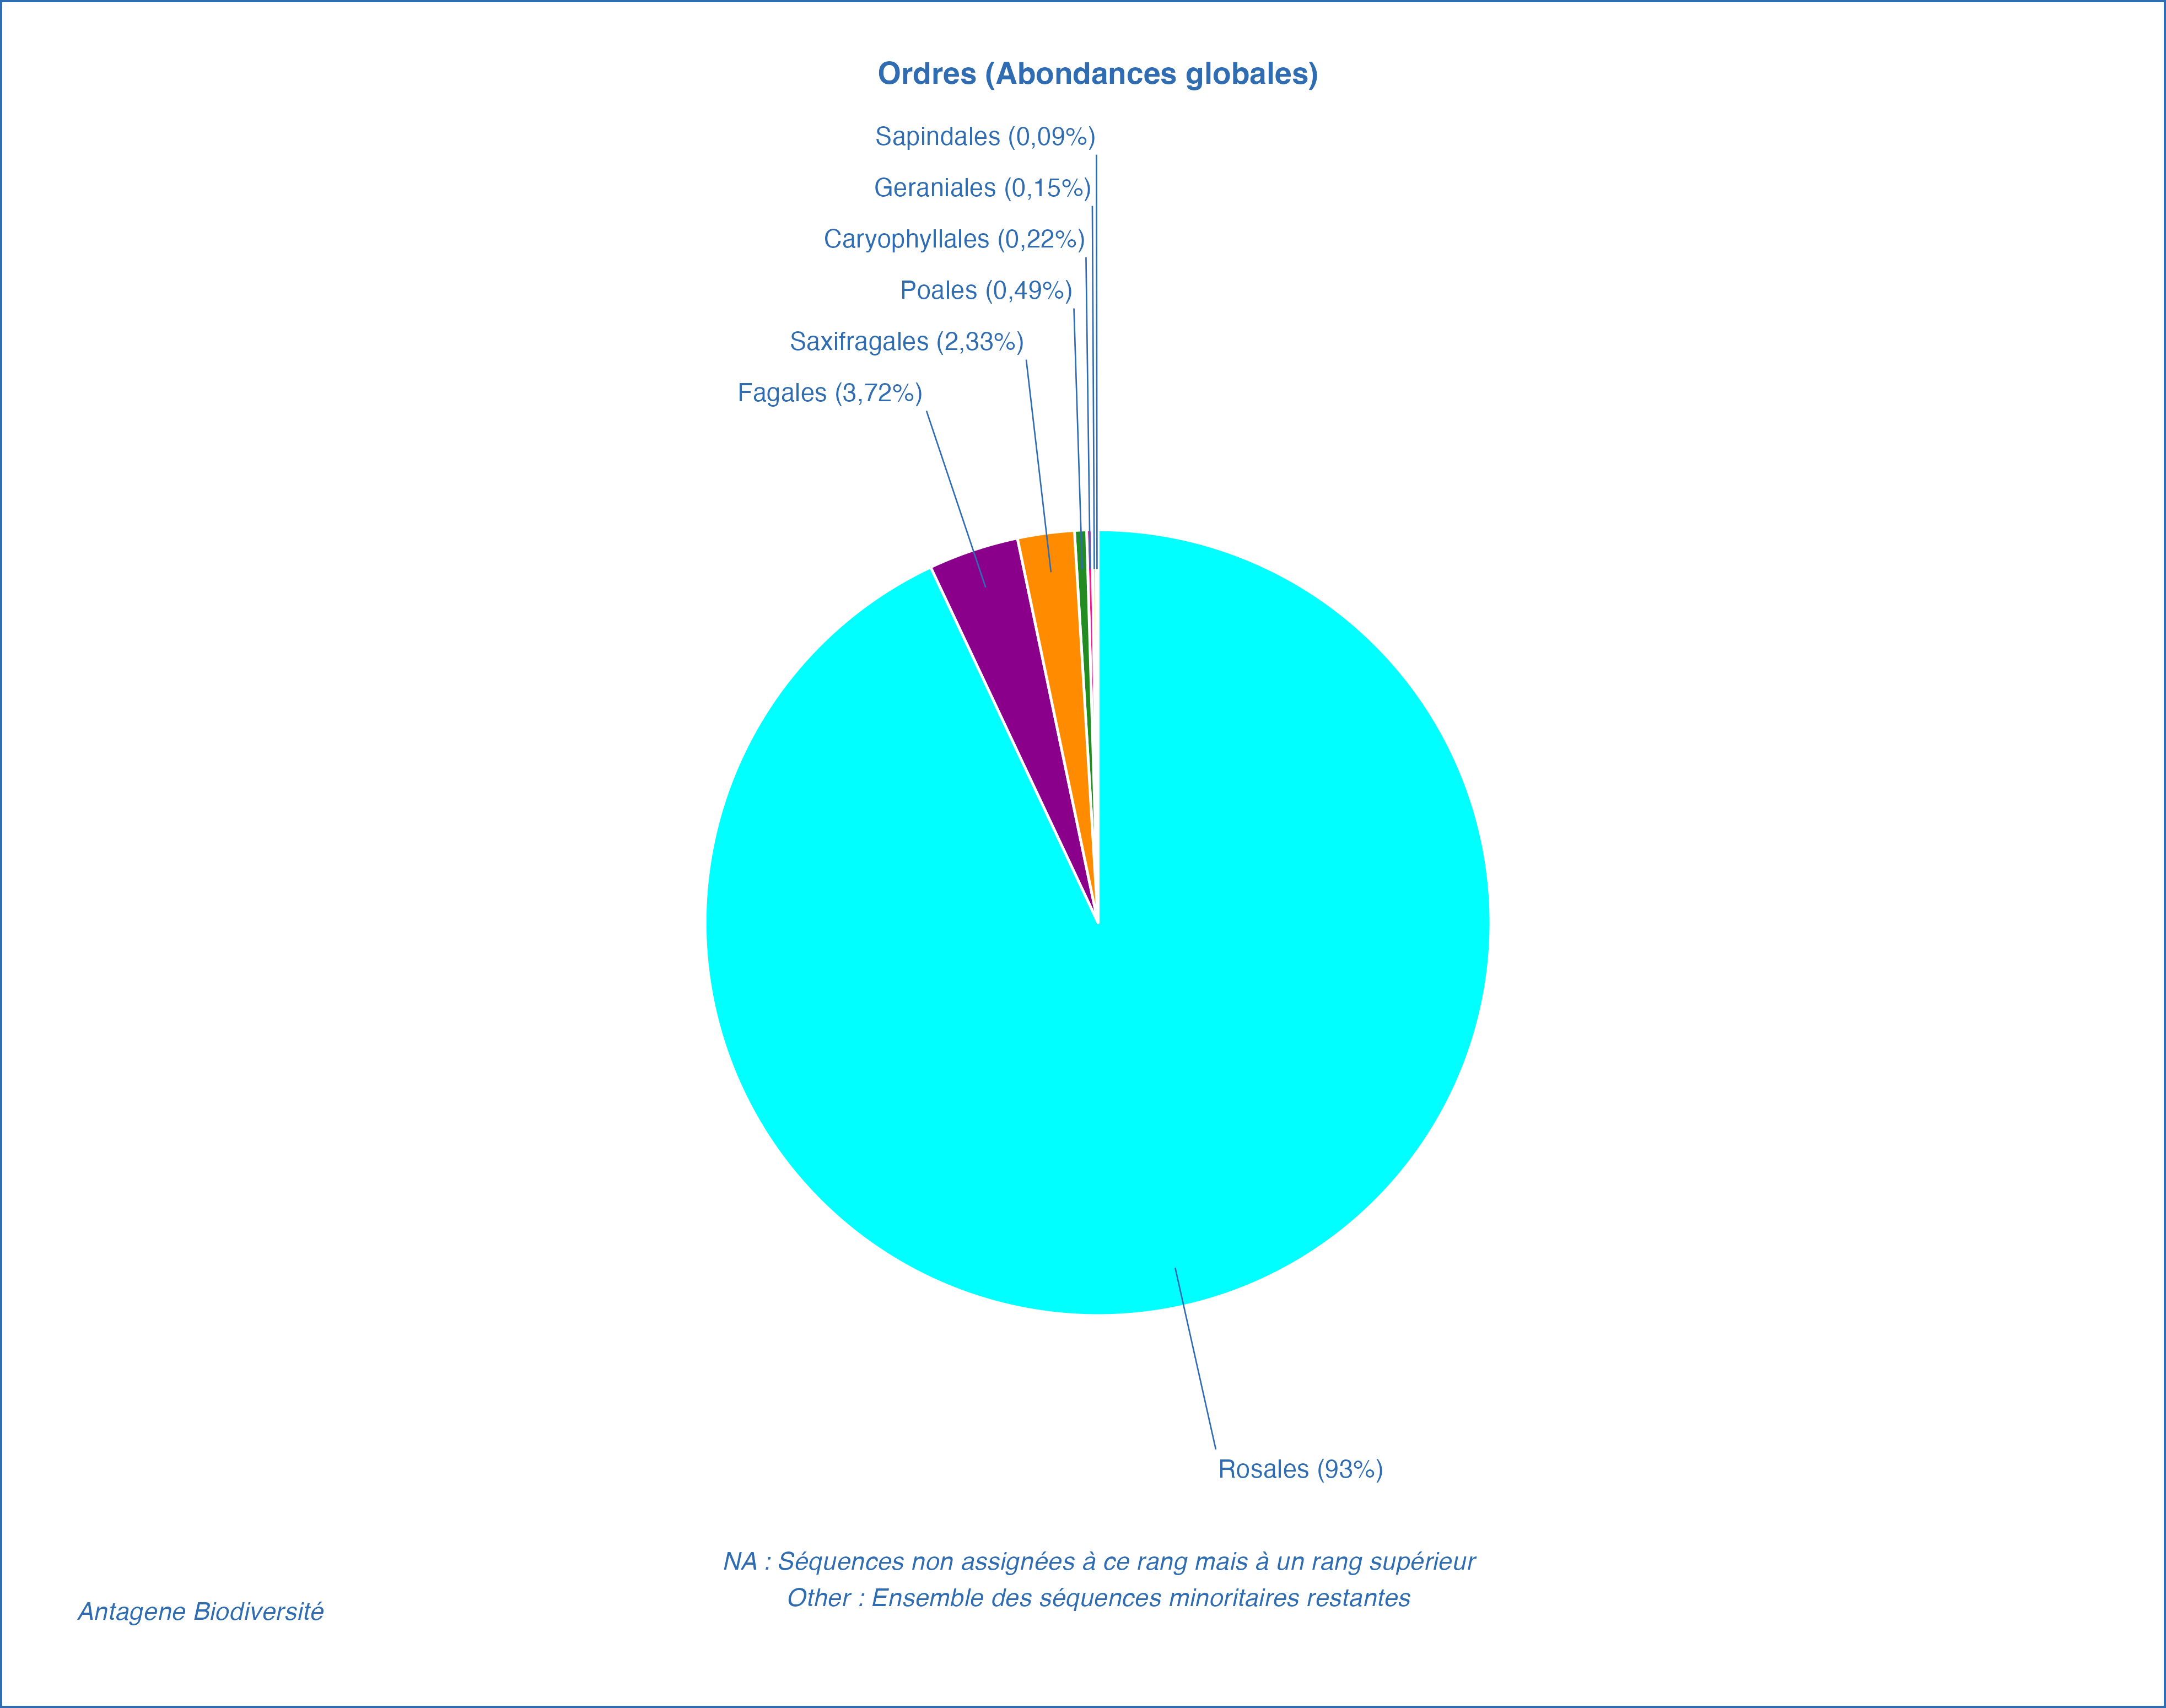 Ordres (Abondances globales)
Sapindales (0,09%)
Geraniales (0,15%)
Caryophyllales (0,22%)
Poales (0,49%)
Saxifragales (2,33%)
Fagales (3,72%)
Rosales (93%)
NA : Séquences non assignées à ce rang mais à un rang supérieur
Other : Ensemble des séquences minoritaires restantes
Antagene Biodiversité